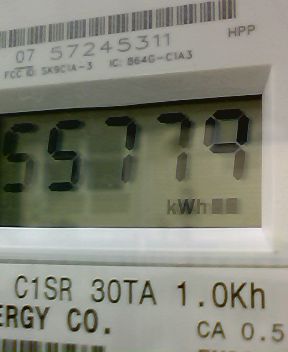 07 57245311
HPP
FCC ID: SK9C1A-3 IC: 864G-C1A3
55779
kWh
C1SR 30TA 1.0Kh
ERGY CO.
CA 0.5